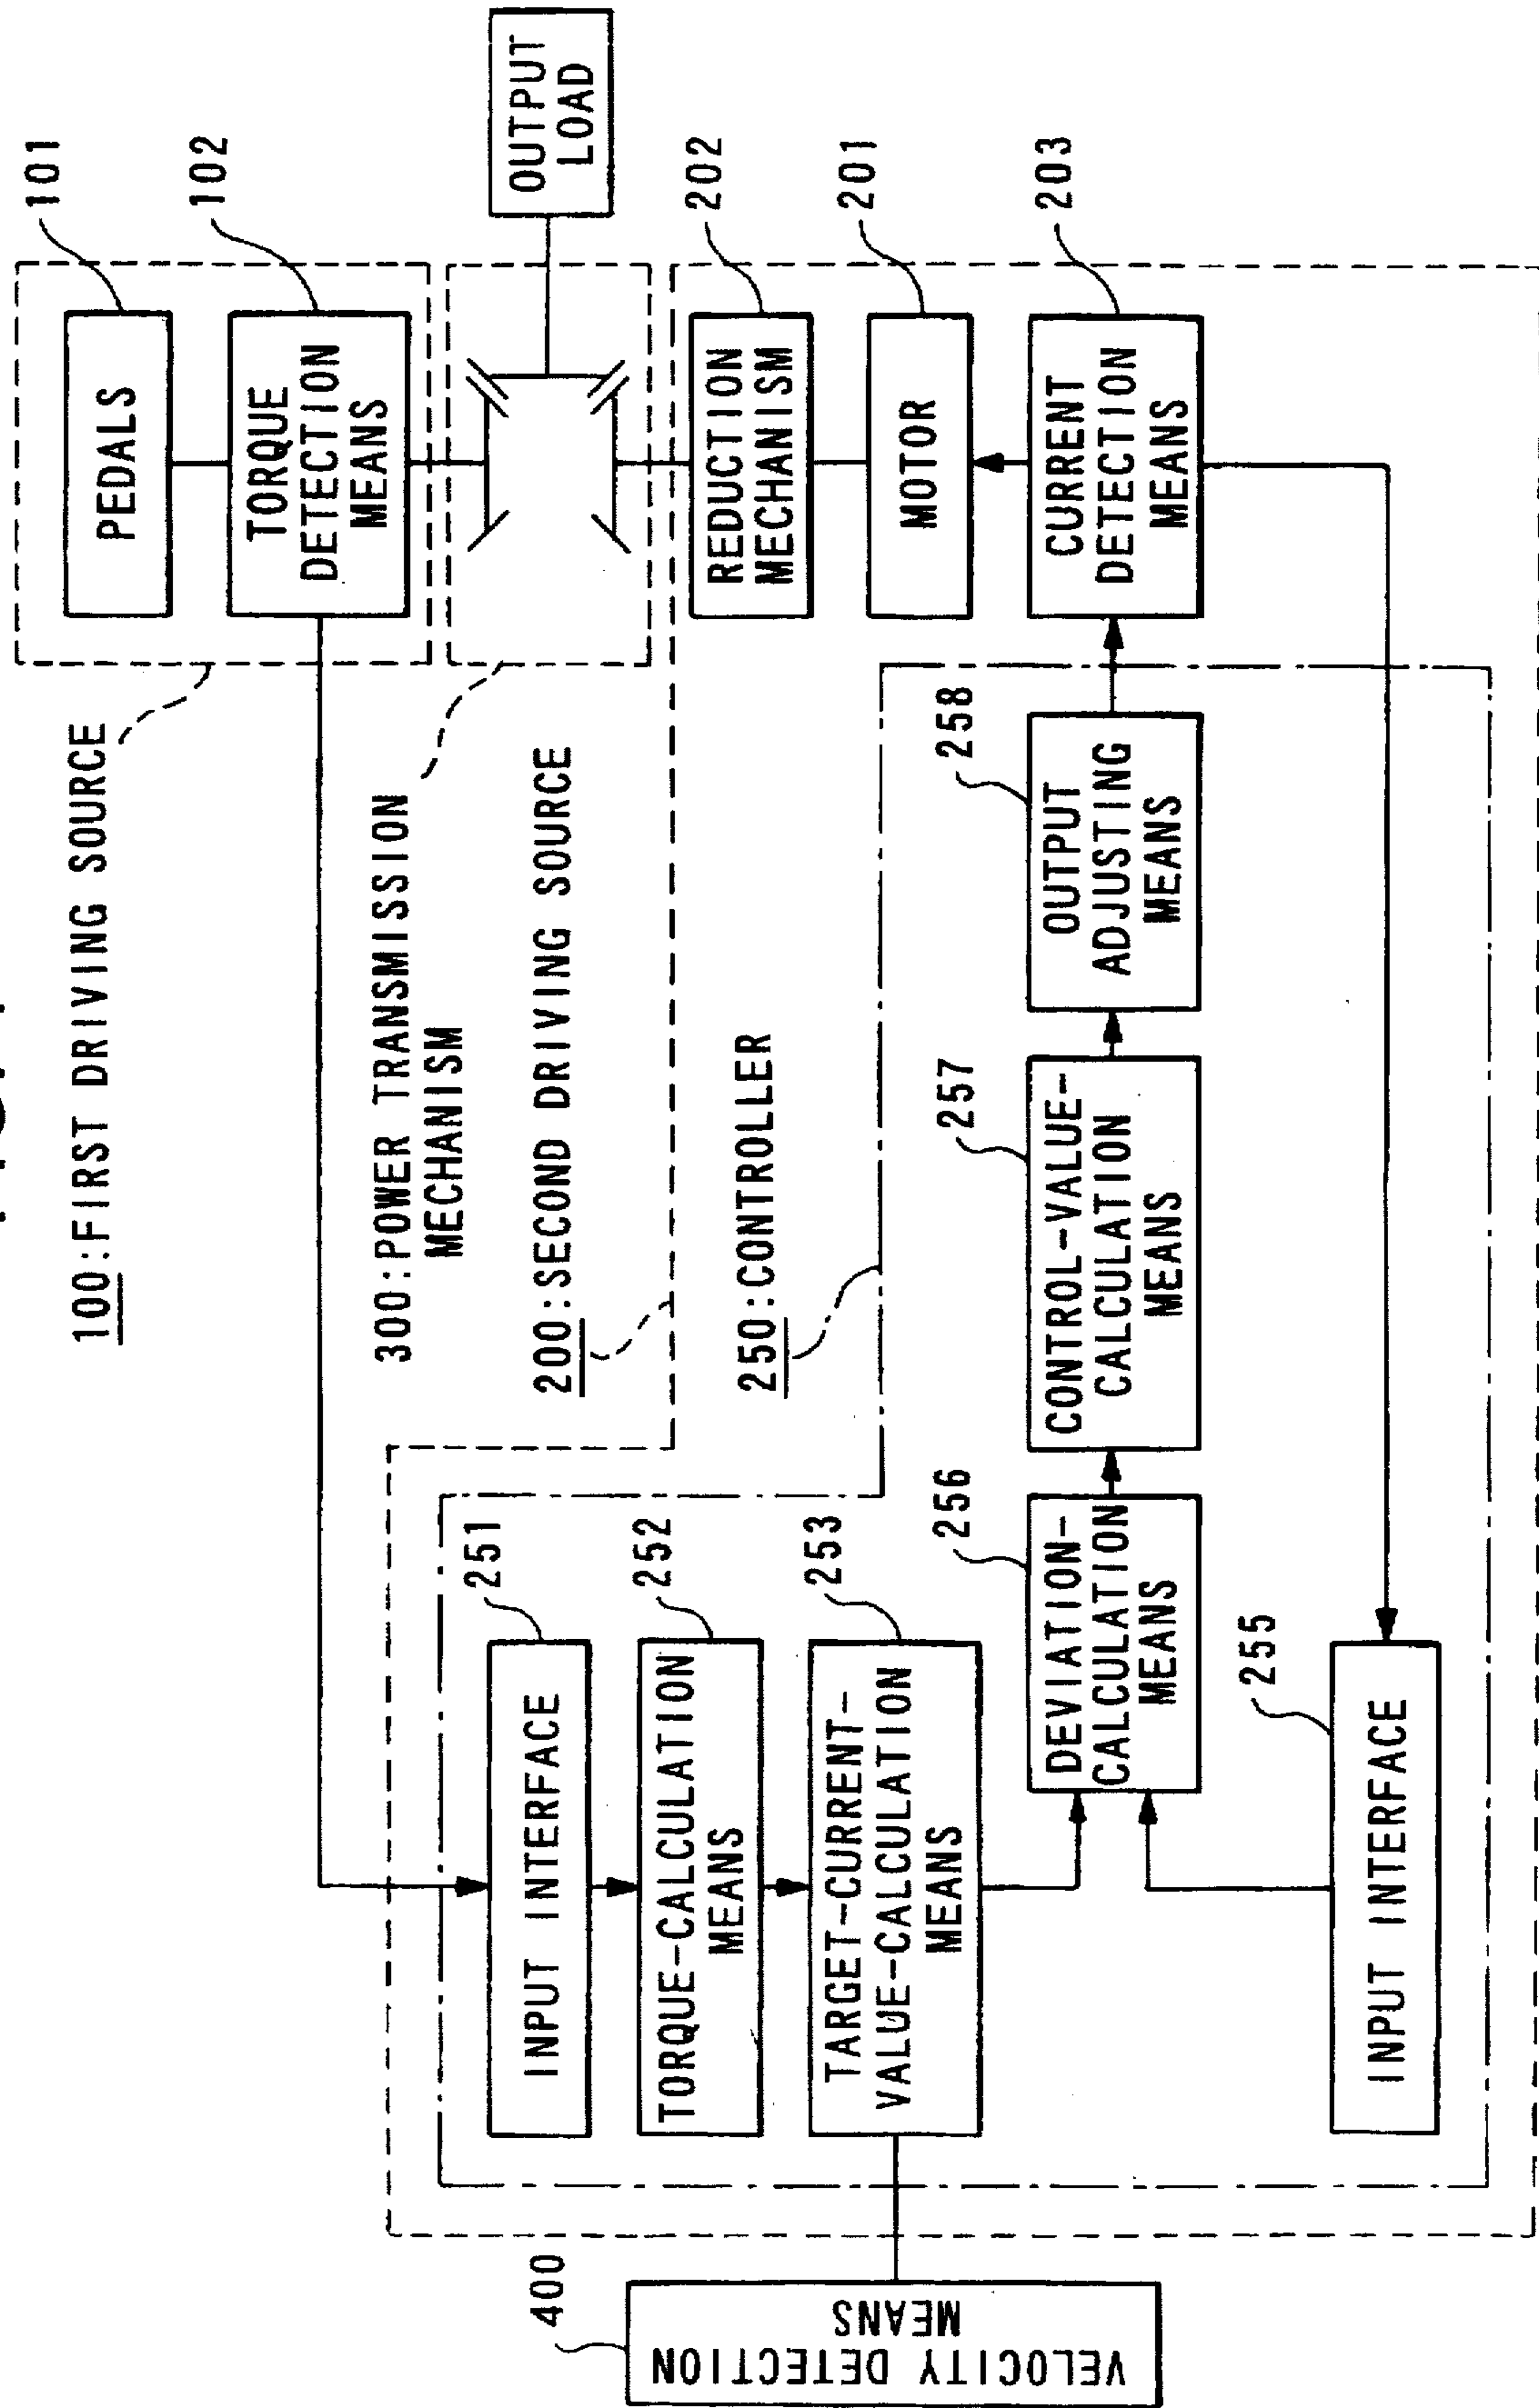 100:FIRST DRIVING SOURCE
101
PEDALS
102
TORQUE
DETECTION
MEANS
300:POWER TRANSMISSION
MECHANISM
OUTPUT
LOAD
200:SECOND DRIVING SOURCE
202
REDUCTION
MECHANISM
201
MOTOR
203
CURRENT
DETECTION
MEANS
250:CONTROLLER
251
INPUT INTERFACE
252
TORQUE-CALCULATION
MEANS
253
TARGET-CURRENT-
VALUE-CALCULATION
MEANS
400
VELOCITY DETECTION
MEANS
256
DEVIATION-
CALCULATION
MEANS
257
CONTROL-VALUE-
CALCULATION
MEANS
258
OUTPUT
ADJUSTING
MEANS
255
INPUT INTERFACE